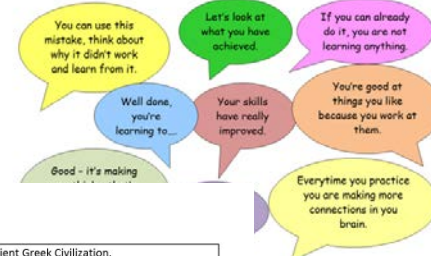 You can use this
mistake, think about
why it didn't work
and learn from it.
Let's look at
what you have
achieved.
If you can already
do it, you are not
learning anything.
Well done,
you're
learning to....
Your skills
have really
improved.
You're good at
things you like
because you work at
them.
Good - it's making
Everytime you practice
you are making more
connections in you
brain.
ient Greek Civilization.